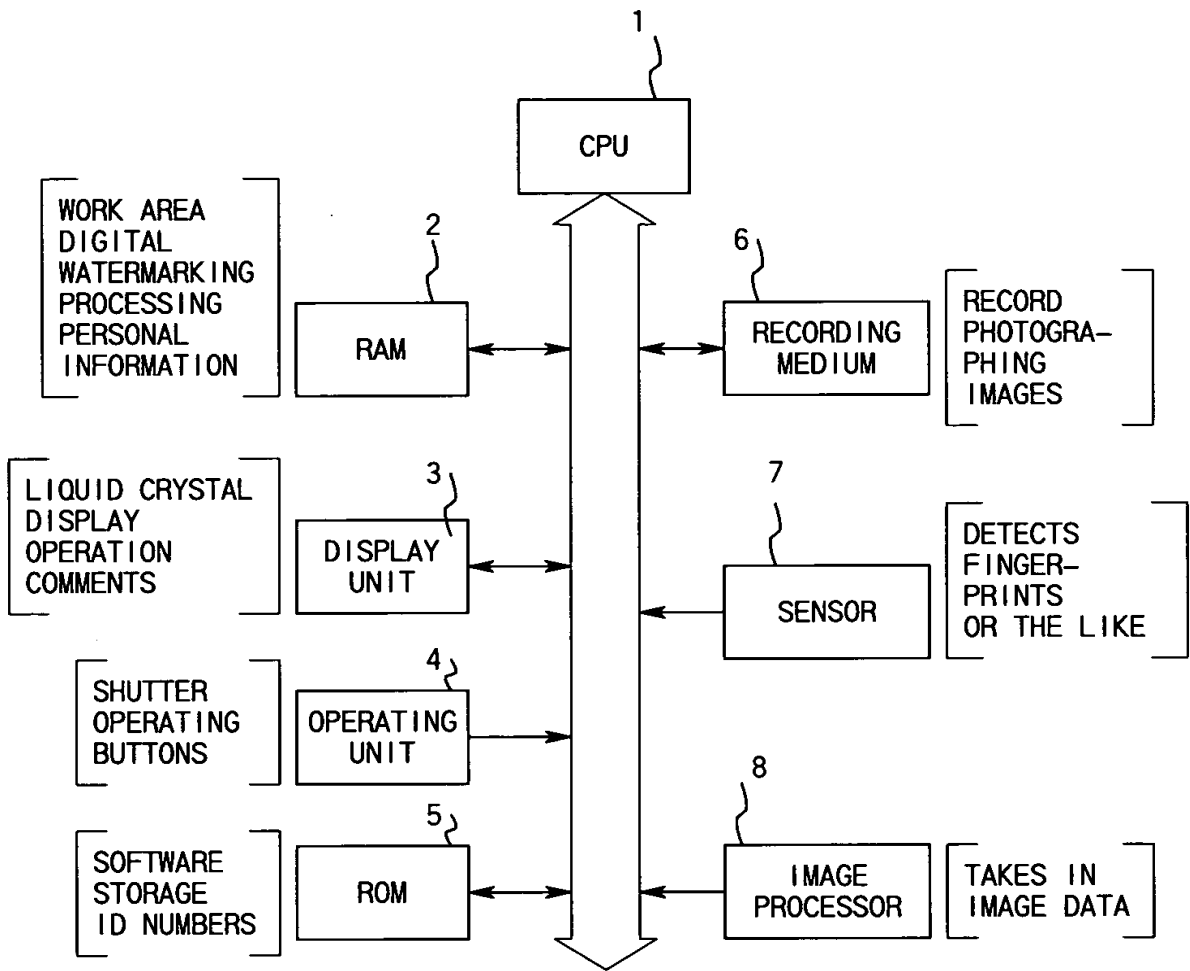 1
CPU
WORK AREA
DIGITAL
WATERMARKING
PROCESSING
PERSONAL
INFORMATION
2
RAM
6
RECORDING
MEDIUM
RECORD
PHOTOGRA-
PHING
IMAGES
LIQUID CRYSTAL
DISPLAY
OPERATION
COMMENTS
3
DISPLAY
UNIT
7
SENSOR
DETECTS
FINGER-
PRINTS
OR THE LIKE
SHUTTER
OPERATING
BUTTONS
4
OPERATING
UNIT
8
IMAGE
PROCESSOR
TAKES IN
IMAGE DATA
SOFTWARE
STORAGE
ID NUMBERS
5
ROM